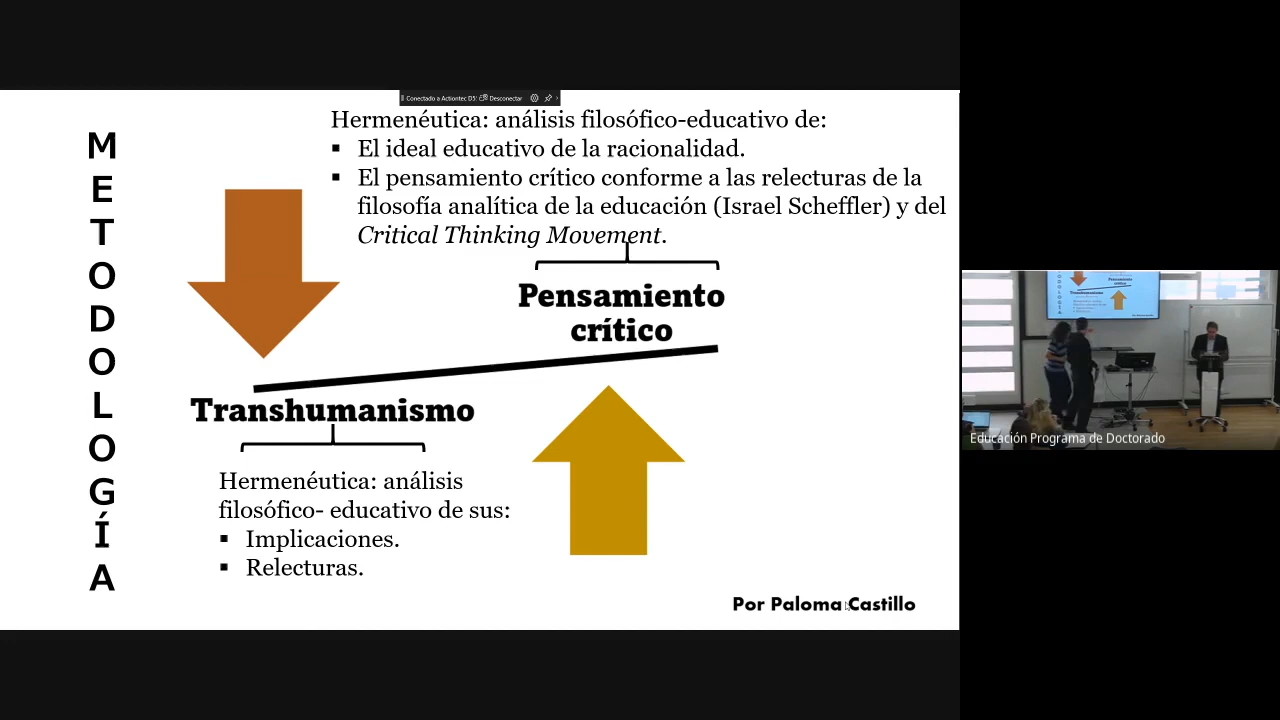 Conectado a Actiontec DS: Desconectar
Hermenéutica: análisis filosófico-educativo de:
▪ El ideal educativo de la racionalidad.
▪ El pensamiento crítico conforme a las relecturas de la
filosofía analítica de la educación (Israel Scheffler) y del
Critical Thinking Movement.
METODOLOGÍA
Pensamiento
crítico
Transhumanismo
Hermenéutica: análisis
filosófico- educativo de sus:
▪ Implicaciones.
▪ Relecturas.
Por Paloma Castillo
Educación Programa de Doctorado